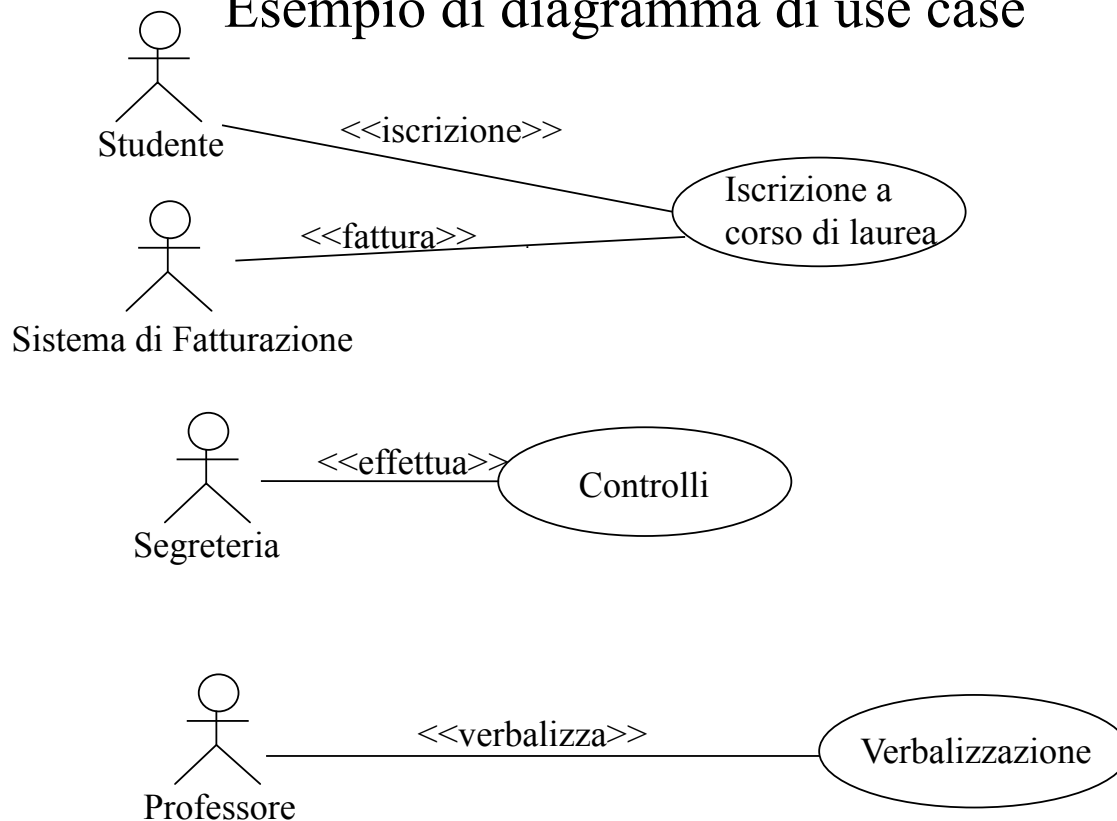 Esempio di diagramma di use case
<<iscrizione>>
Studente
Iscrizione a
corso di laurea
<<fattura>>
Sistema di Fatturazione
<<effettua>>
Controlli
Segreteria
<<verbalizza>>
Verbalizzazione
Professore